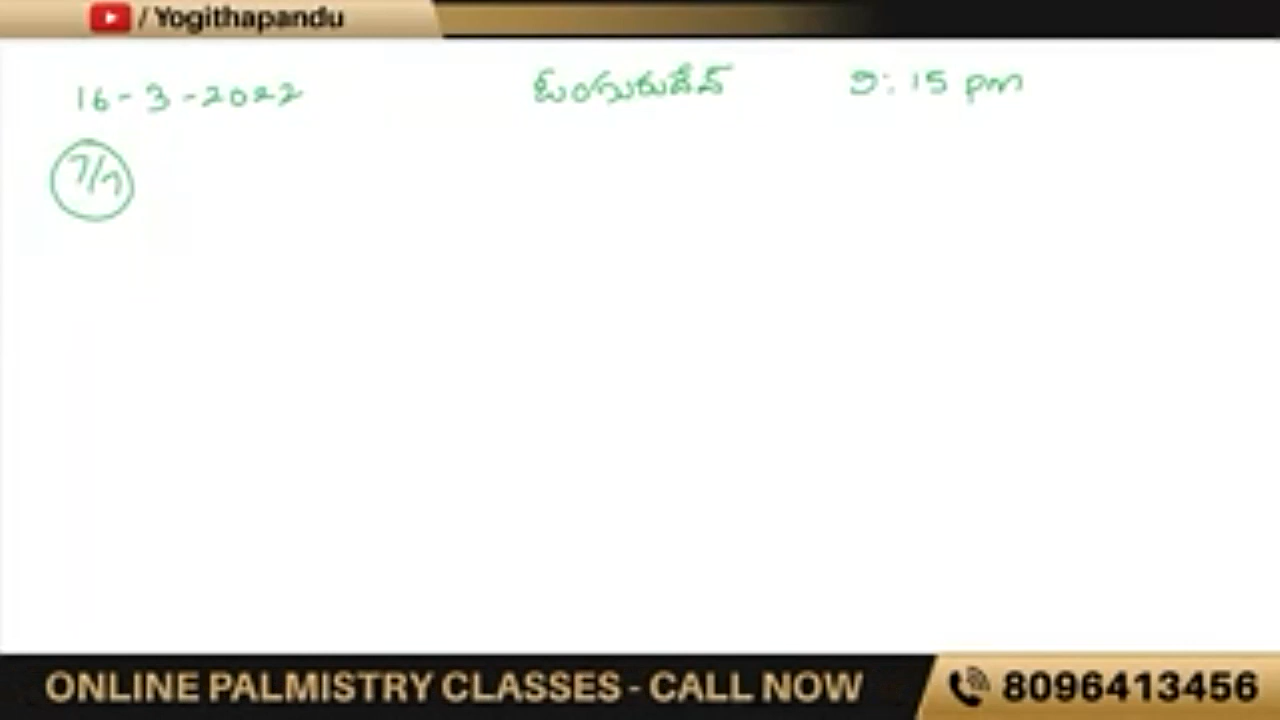 / Yogithapandu
16-3-2022 ఓంగురుదేవ్ 9:15 pm
7/7
ONLINE PALMISTRY CLASSES - CALL NOW 8096413456